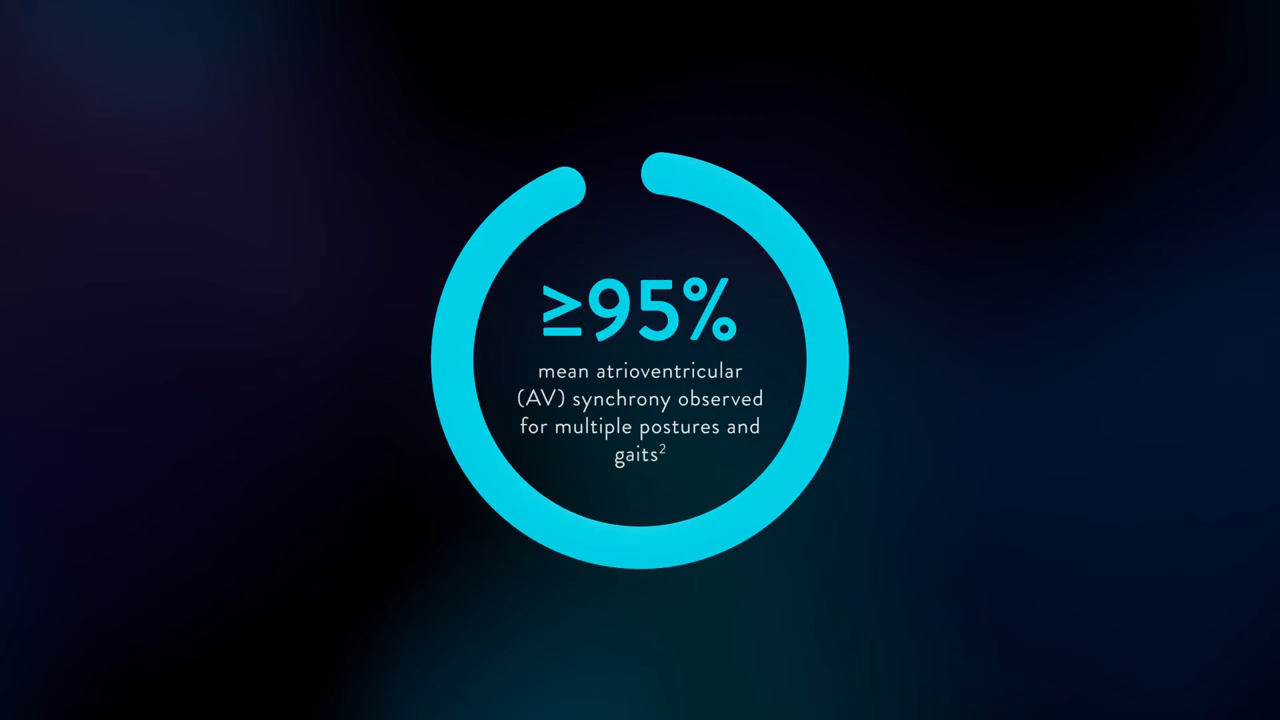 ≥95%
mean atrioventricular
(AV) synchrony observed
for multiple postures and
gaits²